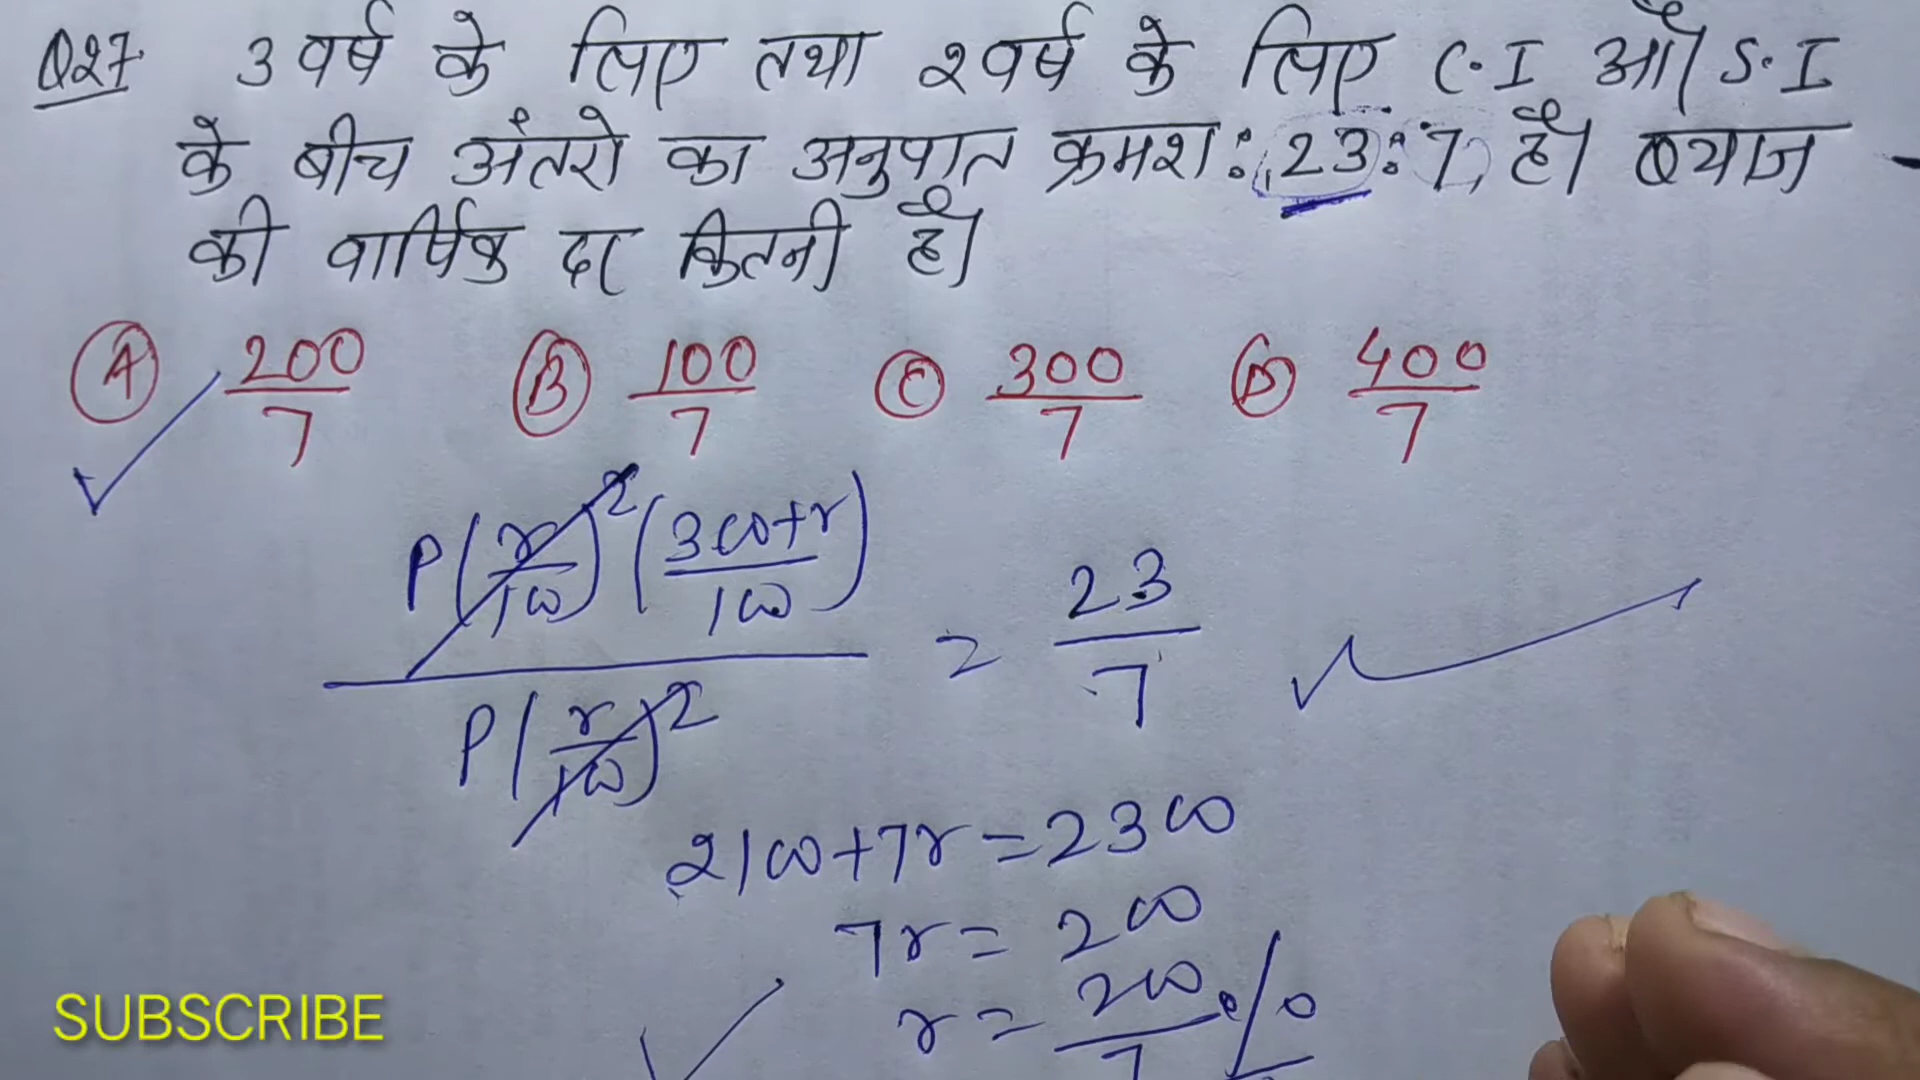 Q27. 3 वर्ष के लिए तथा 2 वर्ष के लिए C.I और S.I
के बीच अंतरो का अनुपात क्रमश: 23:7 है। ब्याज -
की वार्षिक दर कितनी है।
(A) 200/7 (B) 100/7 (C) 300/7 (D) 400/7
P(r/100)²(300+r/100) / P(r/100)² = 23/7
2100+7r=2300
7r=200
r=200/7 %
SUBSCRIBE